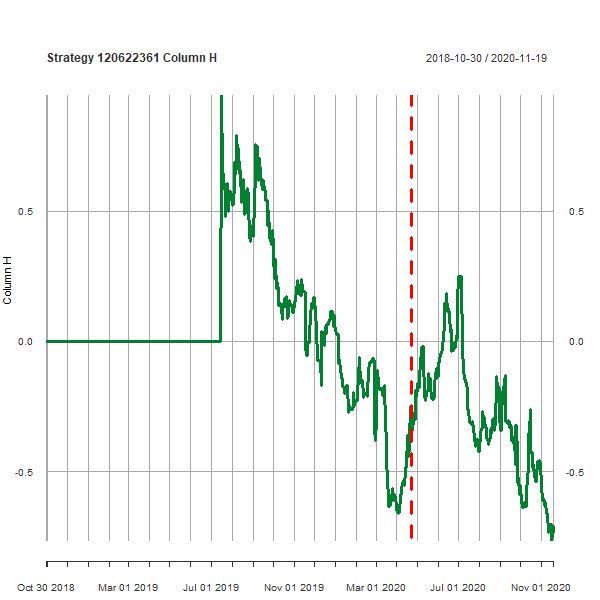 Strategy 120622361 Column H
2018-10-30 / 2020-11-19
Column H
0.5
0.5
0.0
0.0
-0.5
-0.5
Oct 30 2018
Mar 01 2019
Jul 01 2019
Nov 01 2019
Mar 01 2020
Jul 01 2020
Nov 01 2020